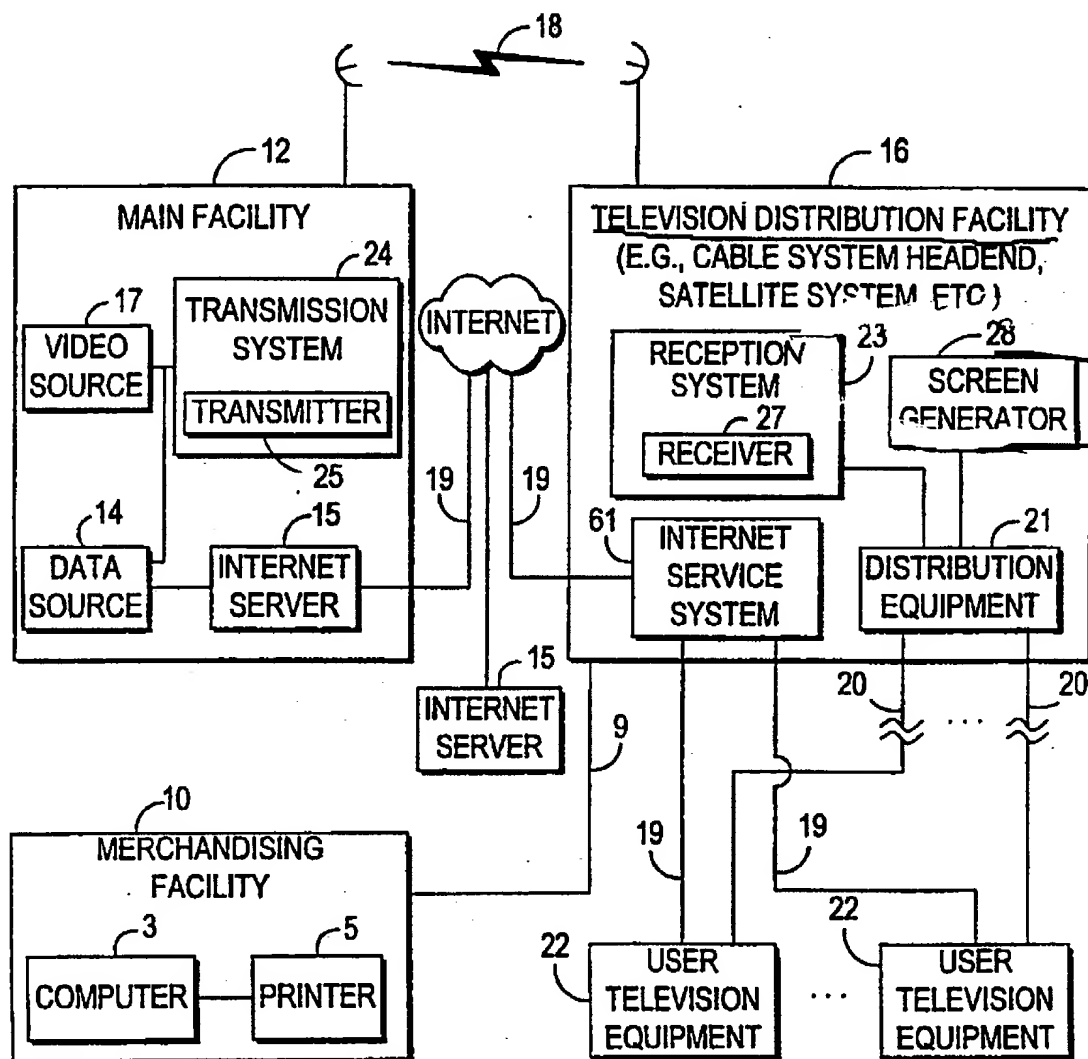 18
12
16
MAIN FACILITY
TELEVISION DISTRIBUTION FACILITY
(E.G., CABLE SYSTEM HEADEND,
SATELLITE SYSTEM, ETC.)
24
TRANSMISSION
SYSTEM
TRANSMITTER
25
17
VIDEO
SOURCE
INTERNET
RECEPTION
SYSTEM
23
27
RECEIVER
28
SCREEN
GENERATOR
14
DATA
SOURCE
15
INTERNET
SERVER
19
19
61
INTERNET
SERVICE
SYSTEM
21
DISTRIBUTION
EQUIPMENT
15
INTERNET
SERVER
9
20
...
20
10
MERCHANDISING
FACILITY
3
COMPUTER
5
PRINTER
19
19
22
USER
TELEVISION
EQUIPMENT
...
22
USER
TELEVISION
EQUIPMENT